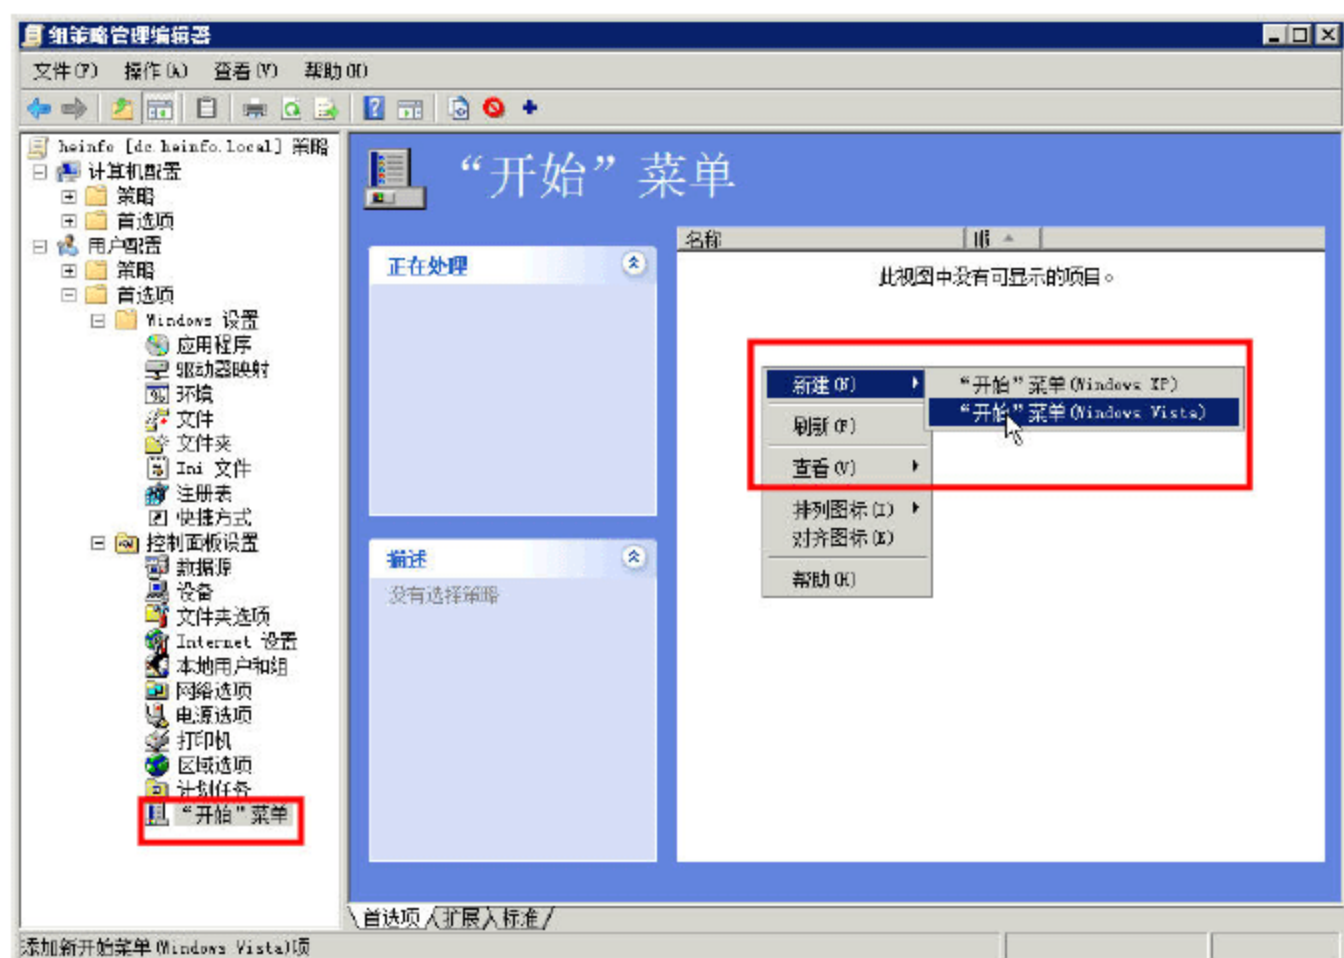 组策略管理编辑器
文件(F) 操作(A) 查看(V) 帮助(H)
heinfo [dc.heinfo.local] 策略
计算机配置
策略
首选项
用户配置
策略
首选项
Windows 设置
应用程序
驱动器映射
环境
文件
文件夹
Ini 文件
注册表
快捷方式
控制面板设置
数据源
设备
文件夹选项
Internet 设置
本地用户和组
网络选项
电源选项
打印机
区域选项
计划任务
“开始”菜单
“开始”菜单
正在处理
描述
没有选择策略
名称
此视图中没有可显示的项目。
新建(N)
刷新(F)
查看(V)
排列图标(I)
对齐图标(E)
帮助(H)
“开始”菜单(Windows XP)
“开始”菜单(Windows Vista)
首选项 扩展 标准
添加新开始菜单(Windows Vista)项